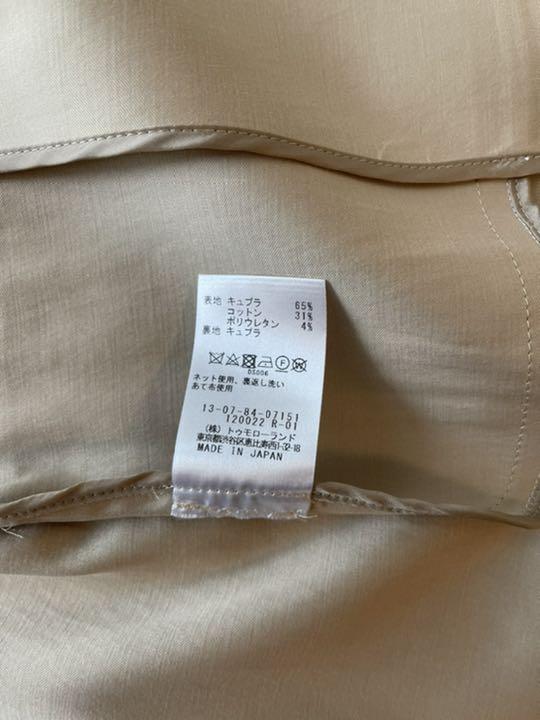 表地 キュプラ 65%
コットン 31%
ポリウレタン 4%
裏地 キュプラ
DS006
ネット使用、裏返し洗い
あて布使用
13-07-84-07151
120022 R-01
(株) トゥモローランド
東京都渋谷区恵比寿西1-32-18
MADE IN JAPAN